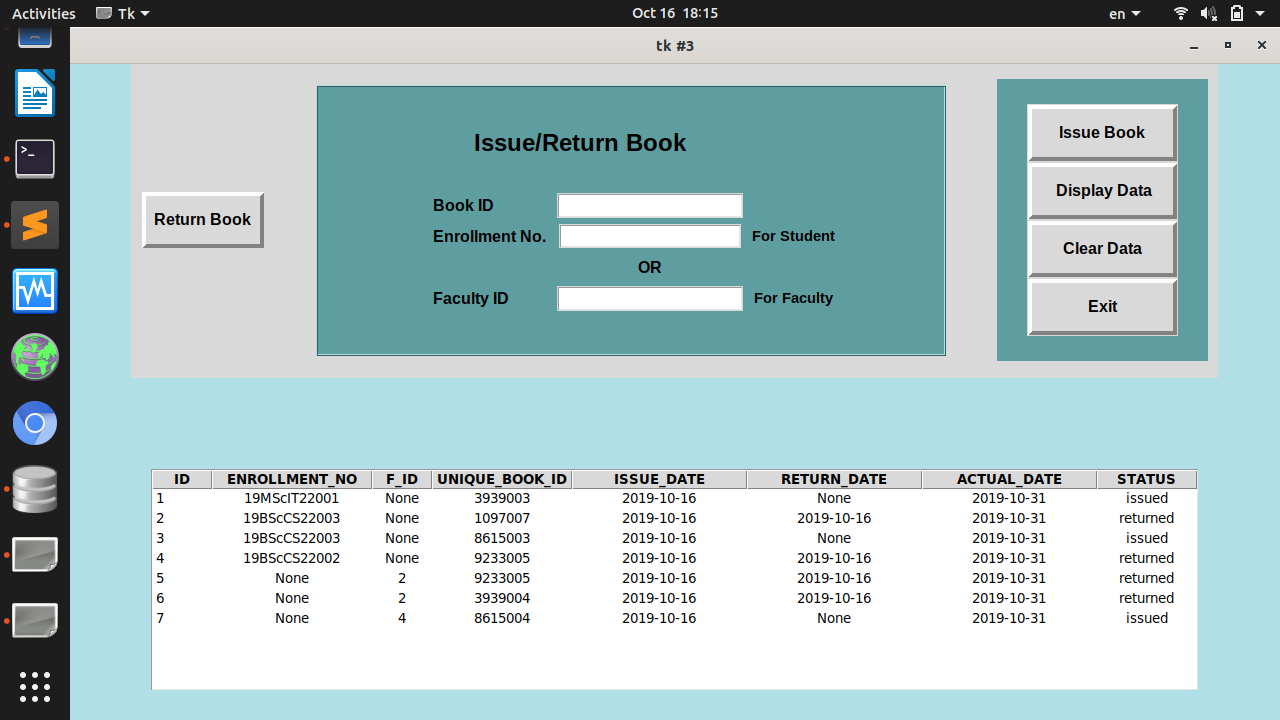 Activities Tk Oct 16 18:15 en
tk #3
Issue/Return Book
Return Book
Book ID
Enrollment No. For Student
OR
Faculty ID For Faculty
Issue Book
Display Data
Clear Data
Exit
ID ENROLLMENT_NO F_ID UNIQUE_BOOK_ID ISSUE_DATE RETURN_DATE ACTUAL_DATE STATUS
1 19MScIT22001 None 3939003 2019-10-16 None 2019-10-31 issued
2 19BScCS22003 None 1097007 2019-10-16 2019-10-16 2019-10-31 returned
3 19BScCS22003 None 8615003 2019-10-16 None 2019-10-31 issued
4 19BScCS22002 None 9233005 2019-10-16 2019-10-16 2019-10-31 returned
5 None 2 9233005 2019-10-16 2019-10-16 2019-10-31 returned
6 None 2 3939004 2019-10-16 2019-10-16 2019-10-31 returned
7 None 4 8615004 2019-10-16 None 2019-10-31 issued